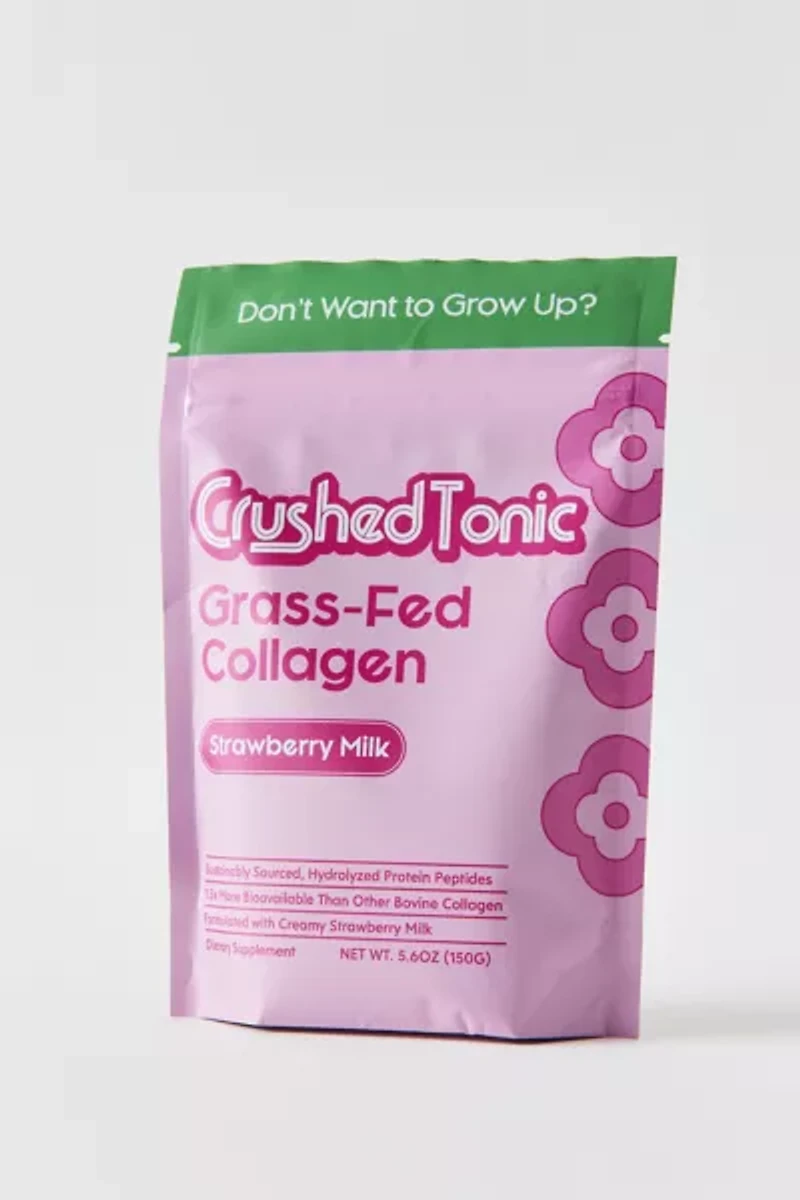 Don't Want to Grow Up?
CrushedTonic
Grass-Fed
Collagen
Strawberry Milk
Sustainably Sourced, Hydrolyzed Protein Peptides
More Bioavailable Than Other Bovine Collagen
Formulated with Creamy Strawberry Milk
Dietary Supplement NET WT. 5.6OZ (150G)